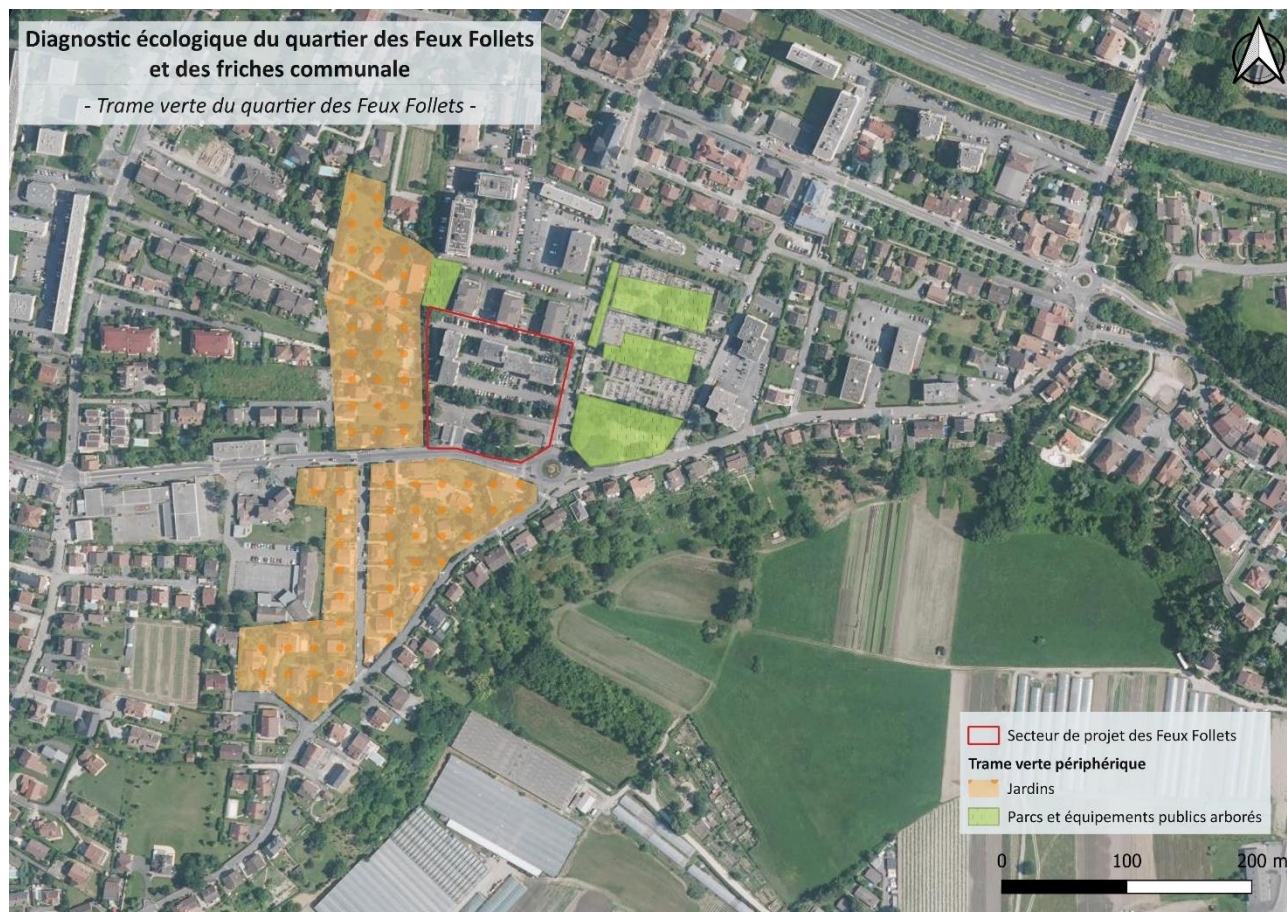 Diagnostic écologique du quartier des Feux Follets
et des friches communale
- Trame verte du quartier des Feux Follets -
Secteur de projet des Feux Follets
Trame verte périphérique
Jardins
Parcs et équipements publics arborés
0 100 200 m